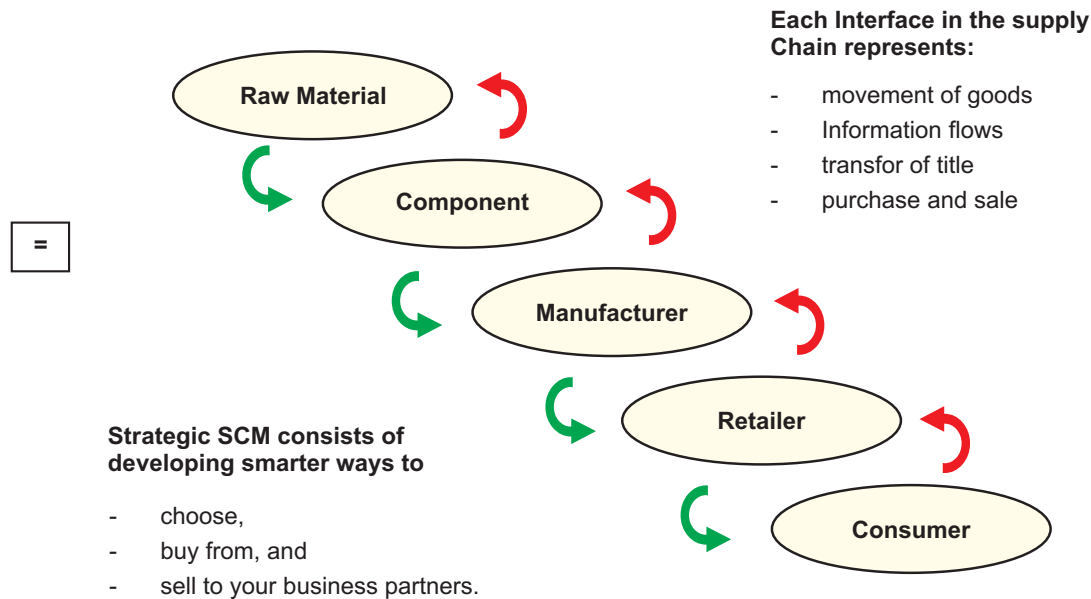 Each Interface in the supply
Chain represents:
- movement of goods
- Information flows
- transfor of title
- purchase and sale
Raw Material
Component
=
Manufacturer
Retailer
Consumer
Strategic SCM consists of
developing smarter ways to
- choose,
- buy from, and
- sell to your business partners.